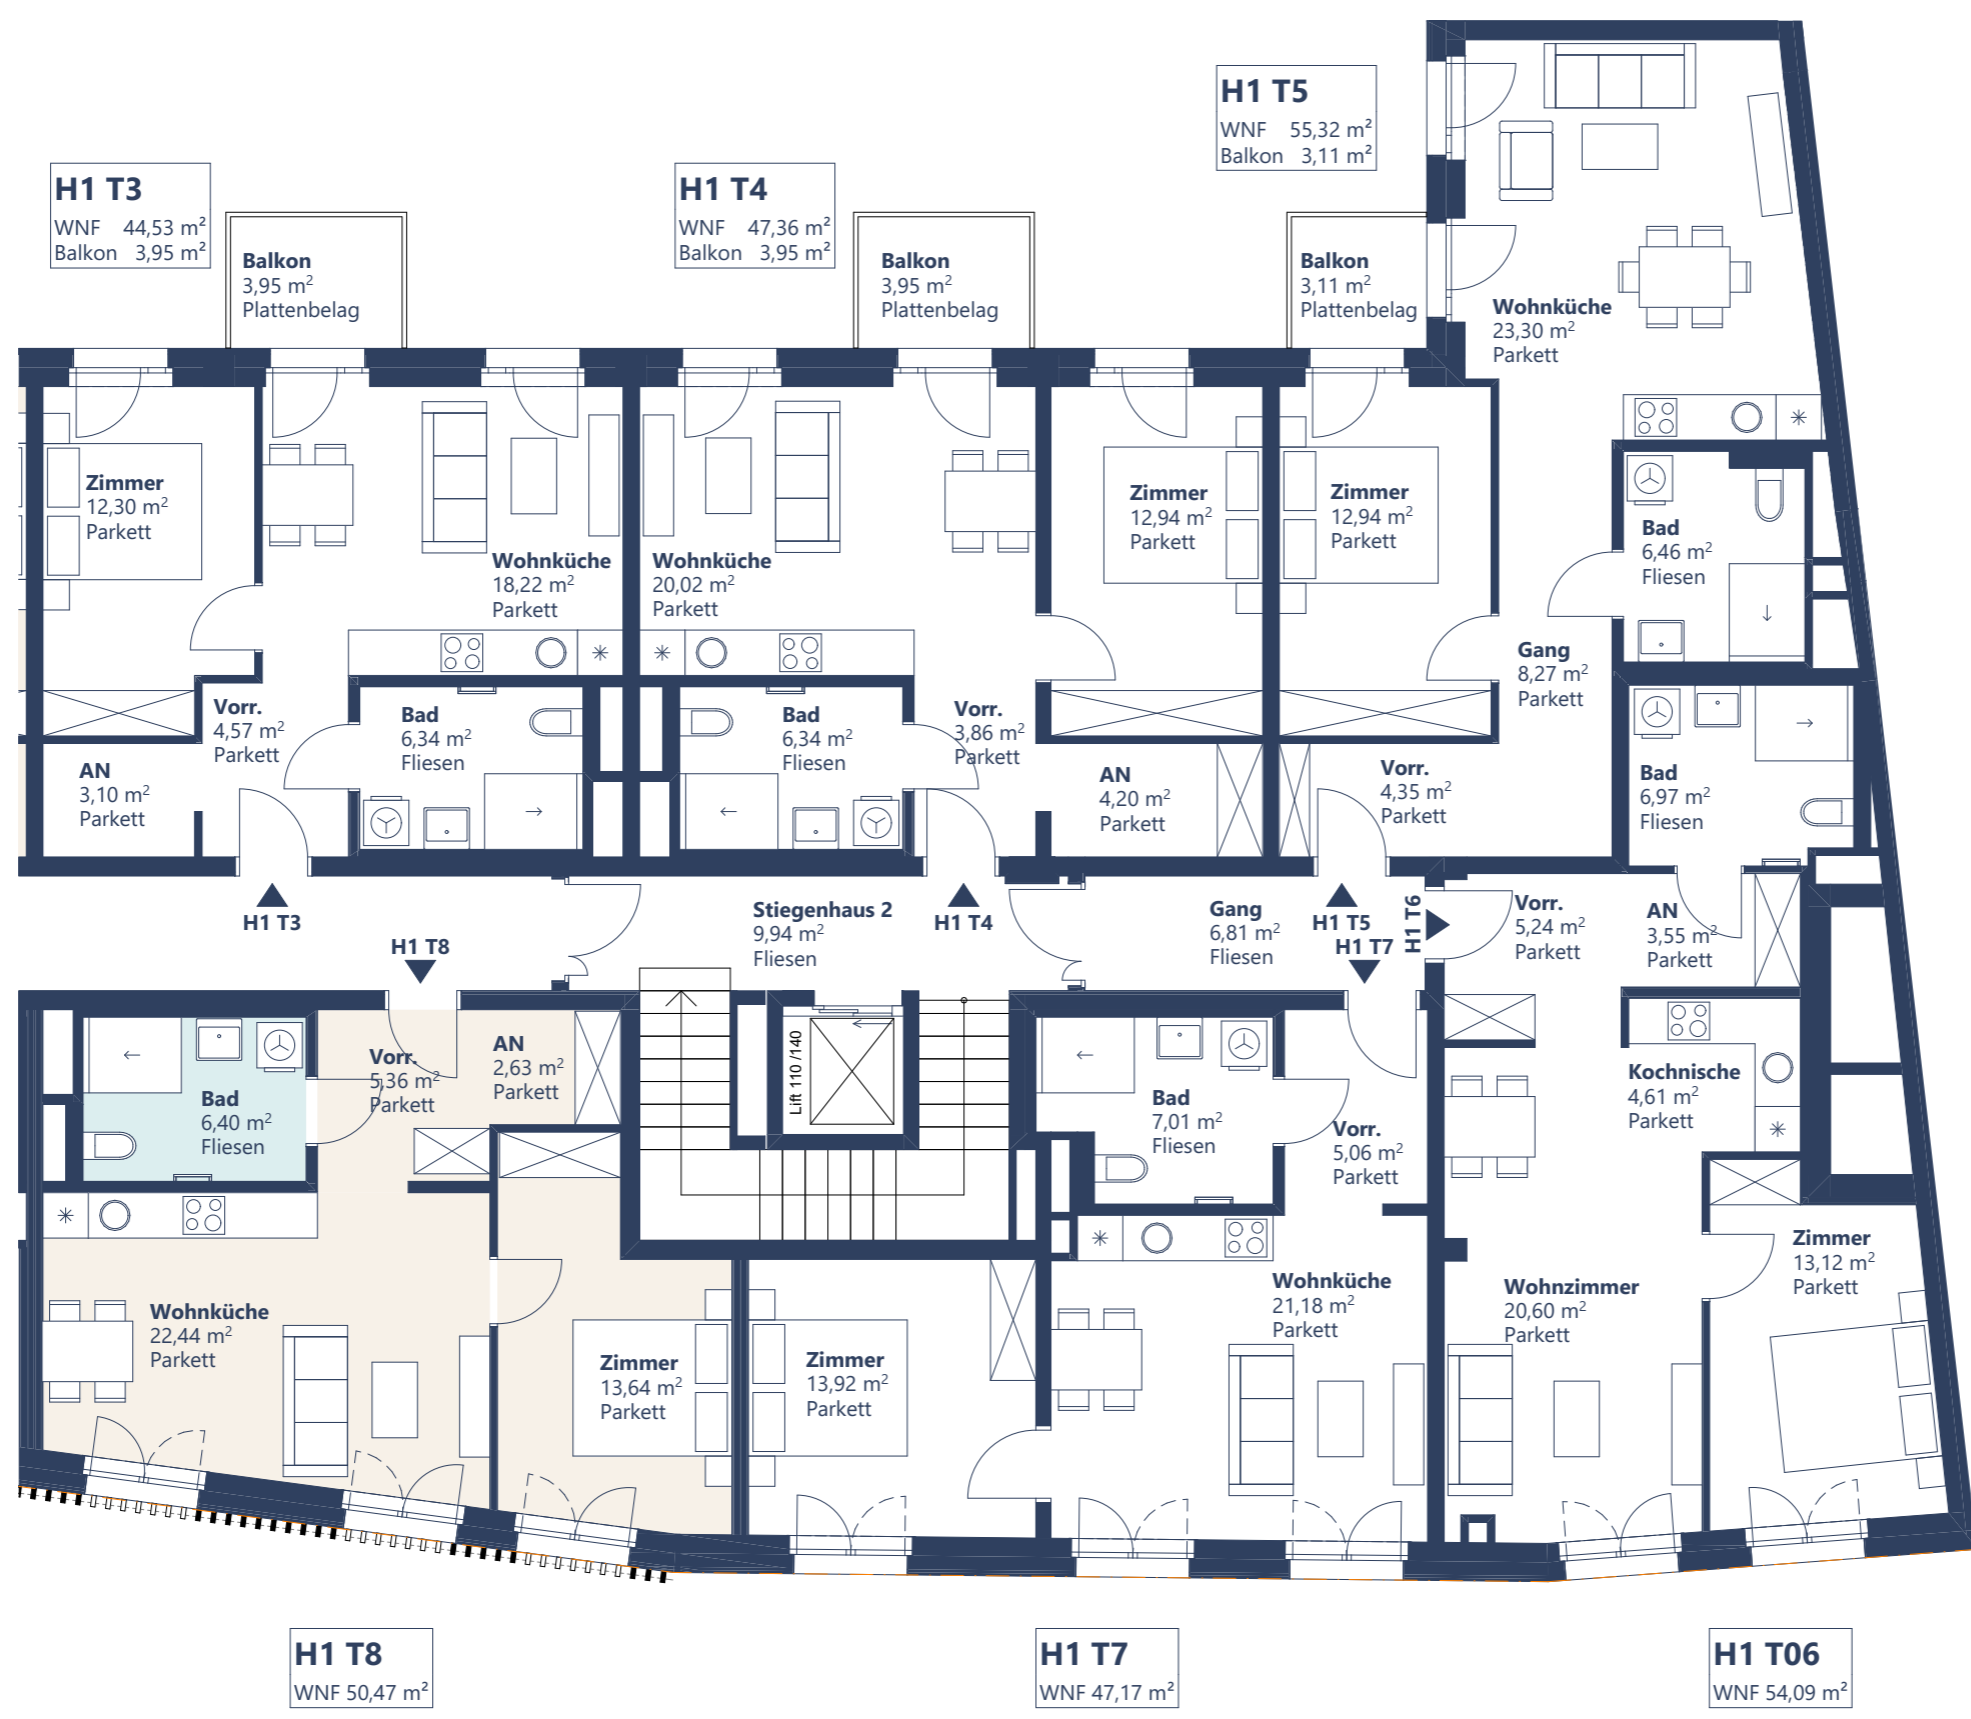 H1 T5
WNF 55,32 m²
Balkon 3,11 m²
H1 T3
WNF 44,53 m²
Balkon 3,95 m²
H1 T4
WNF 47,36 m²
Balkon 3,95 m²
Balkon
3,95 m²
Plattenbelag
Balkon
3,95 m²
Plattenbelag
Balkon
3,11 m²
Plattenbelag
Wohnküche
23,30 m²
Parkett
Zimmer
12,30 m²
Parkett
Wohnküche
18,22 m²
Parkett
Wohnküche
20,02 m²
Parkett
Zimmer
12,94 m²
Parkett
Zimmer
12,94 m²
Parkett
Bad
6,46 m²
Fliesen
Gang
8,27 m²
Parkett
Vorr.
4,57 m²
Parkett
Bad
6,34 m²
Fliesen
Bad
6,34 m²
Fliesen
Vorr.
3,86 m²
Parkett
AN
3,10 m²
Parkett
AN
4,20 m²
Parkett
Vorr.
4,35 m²
Parkett
Bad
6,97 m²
Fliesen
H1 T3
H1 T8
Stiegenhaus 2
9,94 m²
Fliesen
H1 T4
Gang
6,81 m²
Fliesen
H1 T5
H1 T7
H1 T6
Vorr.
5,24 m²
Parkett
AN
3,55 m²
Parkett
Bad
6,40 m²
Fliesen
Vorr.
5,36 m²
Parkett
AN
2,63 m²
Parkett
Lift 110 /140
Bad
7,01 m²
Fliesen
Vorr.
5,06 m²
Parkett
Kochnische
4,61 m²
Parkett
Wohnküche
22,44 m²
Parkett
Zimmer
13,64 m²
Parkett
Zimmer
13,92 m²
Parkett
Wohnküche
21,18 m²
Parkett
Wohnzimmer
20,60 m²
Parkett
Zimmer
13,12 m²
Parkett
H1 T8
WNF 50,47 m²
H1 T7
WNF 47,17 m²
H1 T06
WNF 54,09 m²